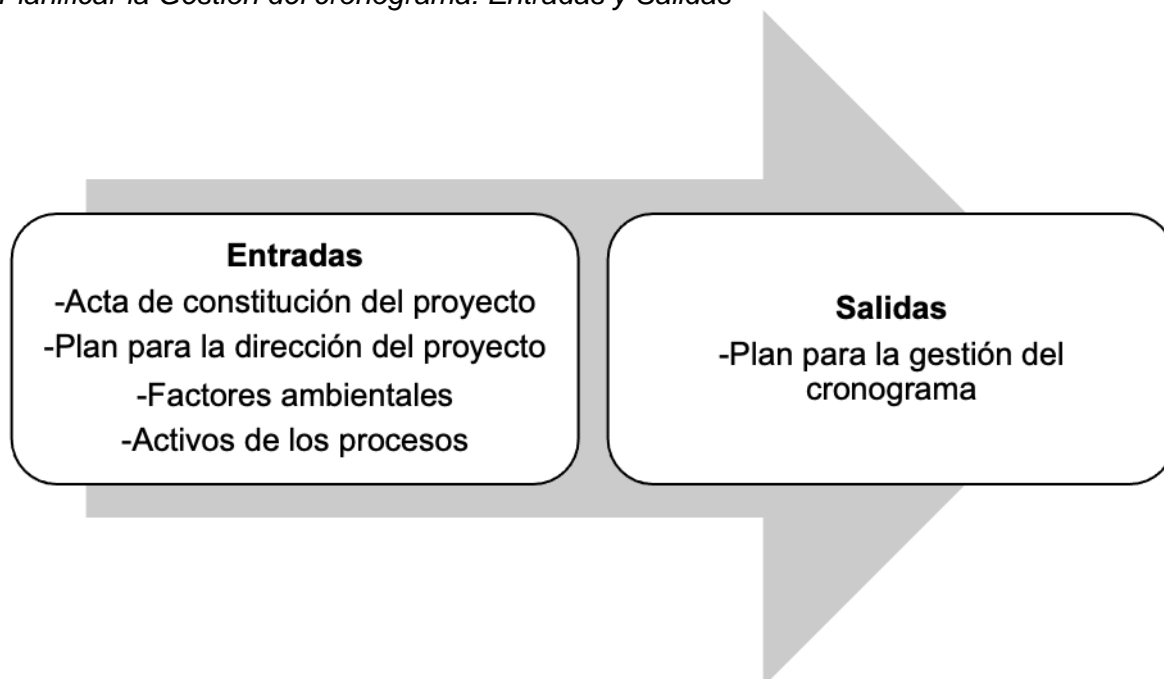 Planificar la Gestión del cronograma: Entradas y Salidas
Entradas
-Acta de constitución del proyecto
-Plan para la dirección del proyecto
-Factores ambientales
-Activos de los procesos
Salidas
-Plan para la gestión del
cronograma